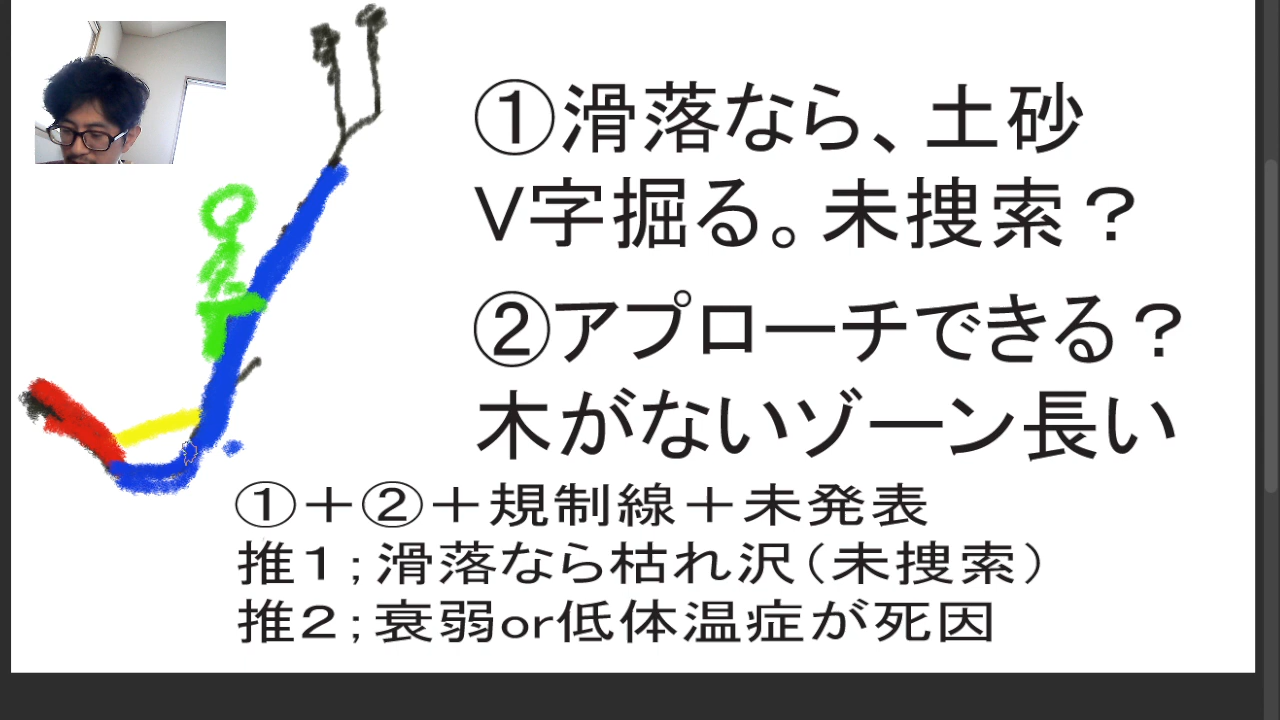 ①滑落なら、土砂
V字掘る。未捜索？
②アプローチできる？
木がないゾーン長い
①＋②＋規制線＋未発表
推１;滑落なら枯れ沢（未捜索）
推２;衰弱or低体温症が死因